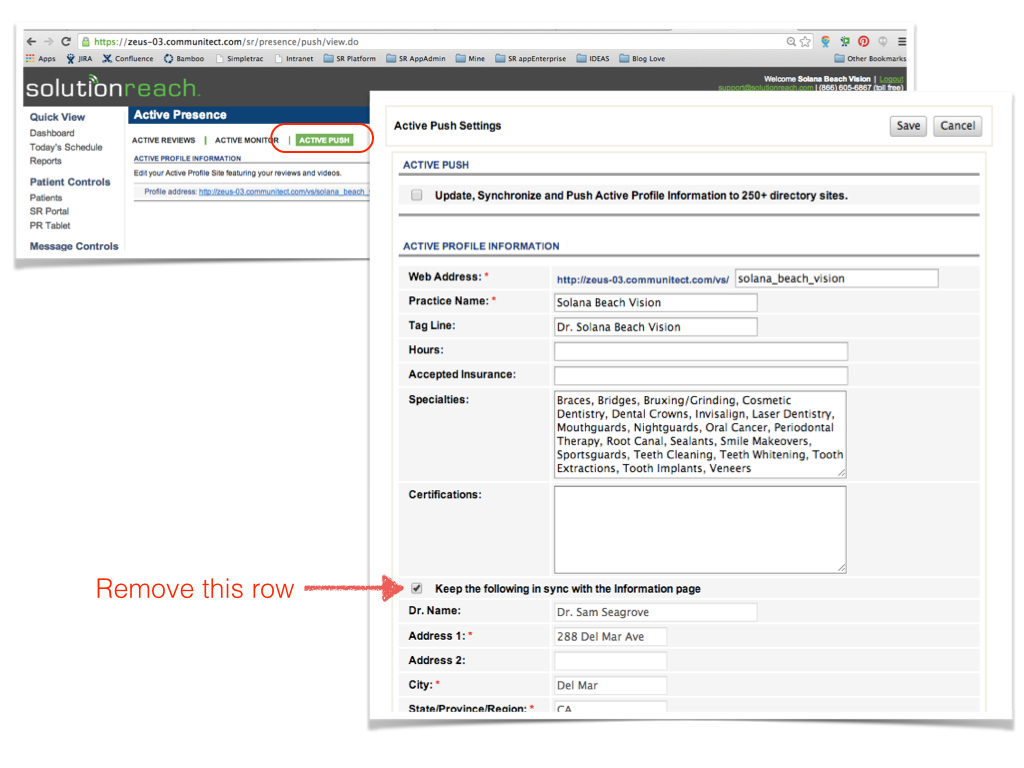 https://zeus-03.communitect.com/sr/presence/push/view.do
Apps JIRA Confluence Bamboo Simpletrac Intranet SR Platform SR AppAdmin Mine SR appEnterprise IDEAS Blog Love Other Bookmarks
solutionreach.
Welcome Solana Beach Vision | Logout
support@solutionreach.com | (866) 605-6867 (toll free)
Quick View
Dashboard
Today's Schedule
Reports
Patient Controls
Patients
SR Portal
PR Tablet
Message Controls
Active Presence
ACTIVE REVIEWS | ACTIVE MONITOR | ACTIVE PUSH
ACTIVE PROFILE INFORMATION
Edit your Active Profile Site featuring your reviews and videos.
Profile address: http://zeus-03.communitect.com/vs/solana_beach_
Active Push Settings
Save Cancel
ACTIVE PUSH
Update, Synchronize and Push Active Profile Information to 250+ directory sites.
ACTIVE PROFILE INFORMATION
Web Address: * http://zeus-03.communitect.com/vs/ solana_beach_vision
Practice Name: * Solana Beach Vision
Tag Line: Dr. Solana Beach Vision
Hours:
Accepted Insurance:
Specialties:
Braces, Bridges, Bruxing/Grinding, Cosmetic
Dentistry, Dental Crowns, Invisalign, Laser Dentistry,
Mouthguards, Nightguards, Oral Cancer, Periodontal
Therapy, Root Canal, Sealants, Smile Makeovers,
Sportsguards, Teeth Cleaning, Teeth Whitening, Tooth
Extractions, Tooth Implants, Veneers
Certifications:
Remove this row
Keep the following in sync with the Information page
Dr. Name: Dr. Sam Seagrove
Address 1: * 288 Del Mar Ave
Address 2:
City: * Del Mar
State/Province/Region: * CA